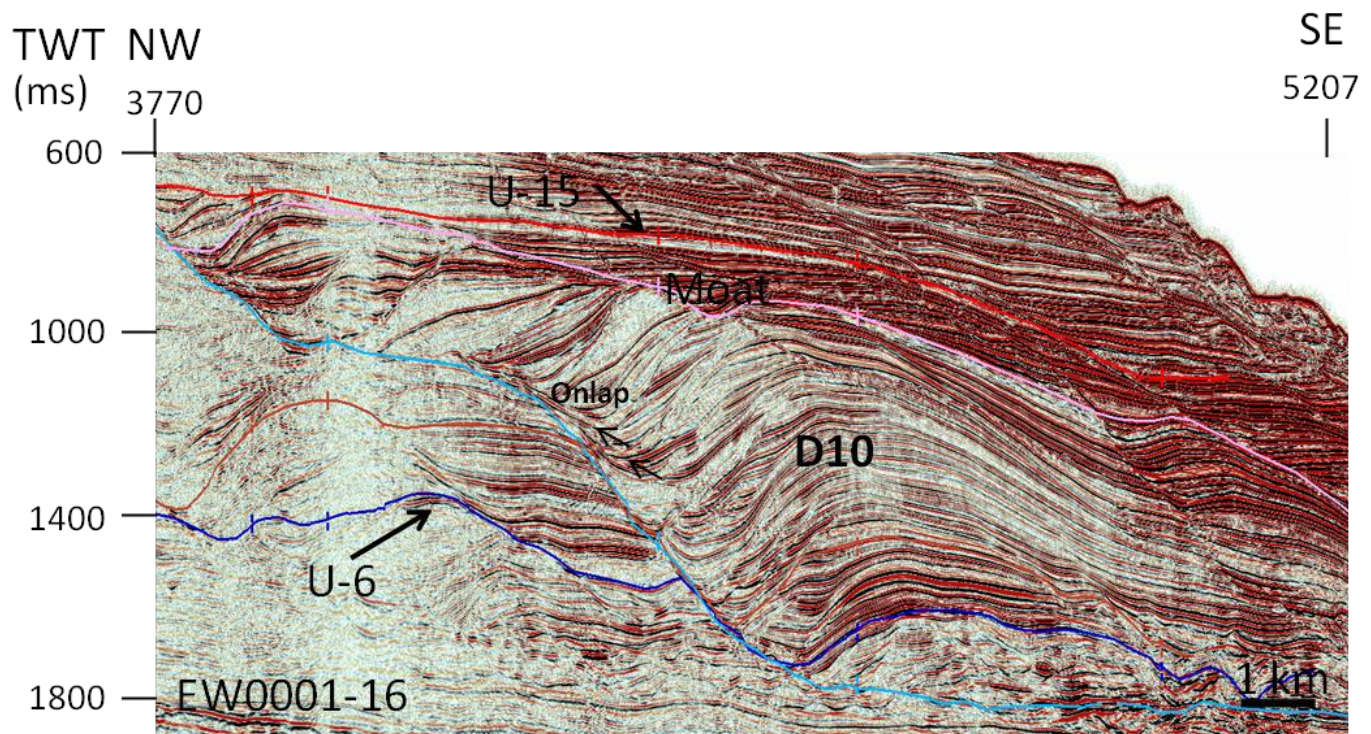 TWT NW
(ms) 3770
SE
5207
600
U-15
Moat
1000
Onlap
D10
1400
U-6
1 km
EW0001-16
1800